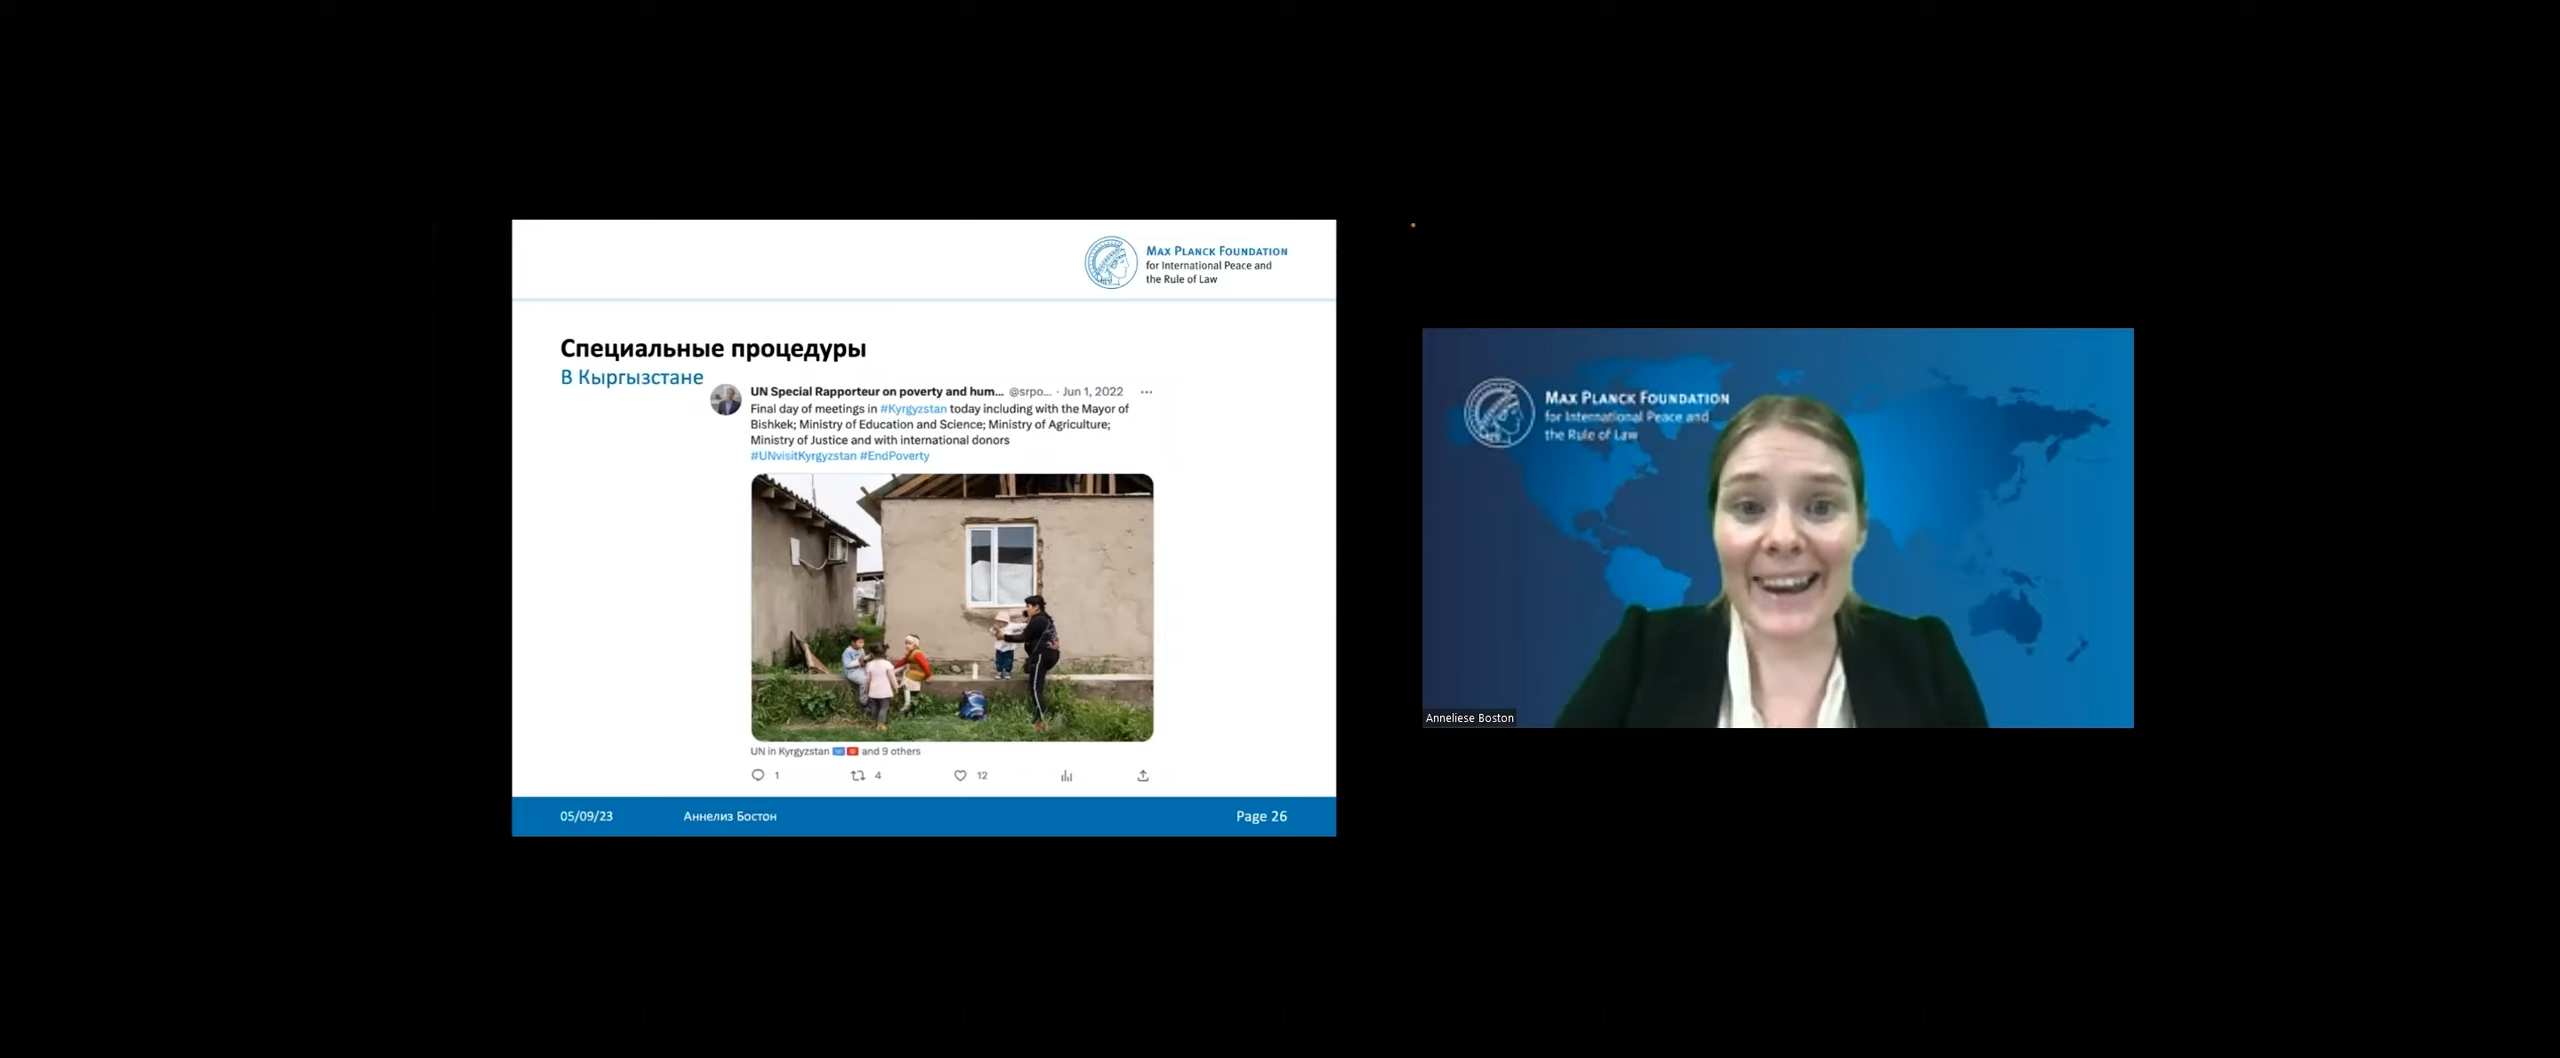 MAX PLANCK FOUNDATION
for International Peace and
the Rule of Law
Специальные процедуры
В Кыргызстане
UN Special Rapporteur on poverty and hum... @srpo... · Jun 1, 2022
Final day of meetings in #Kyrgyzstan today including with the Mayor of
Bishkek; Ministry of Education and Science; Ministry of Agriculture;
Ministry of Justice and with international donors
#UNvisitKyrgyzstan #EndPoverty
UN in Kyrgyzstan and 9 others
1 4 12
05/09/23 Аннелиз Бостон Page 26
MAX PLANCK FOUNDATION
for International Peace and
the Rule of Law
Anneliese Boston